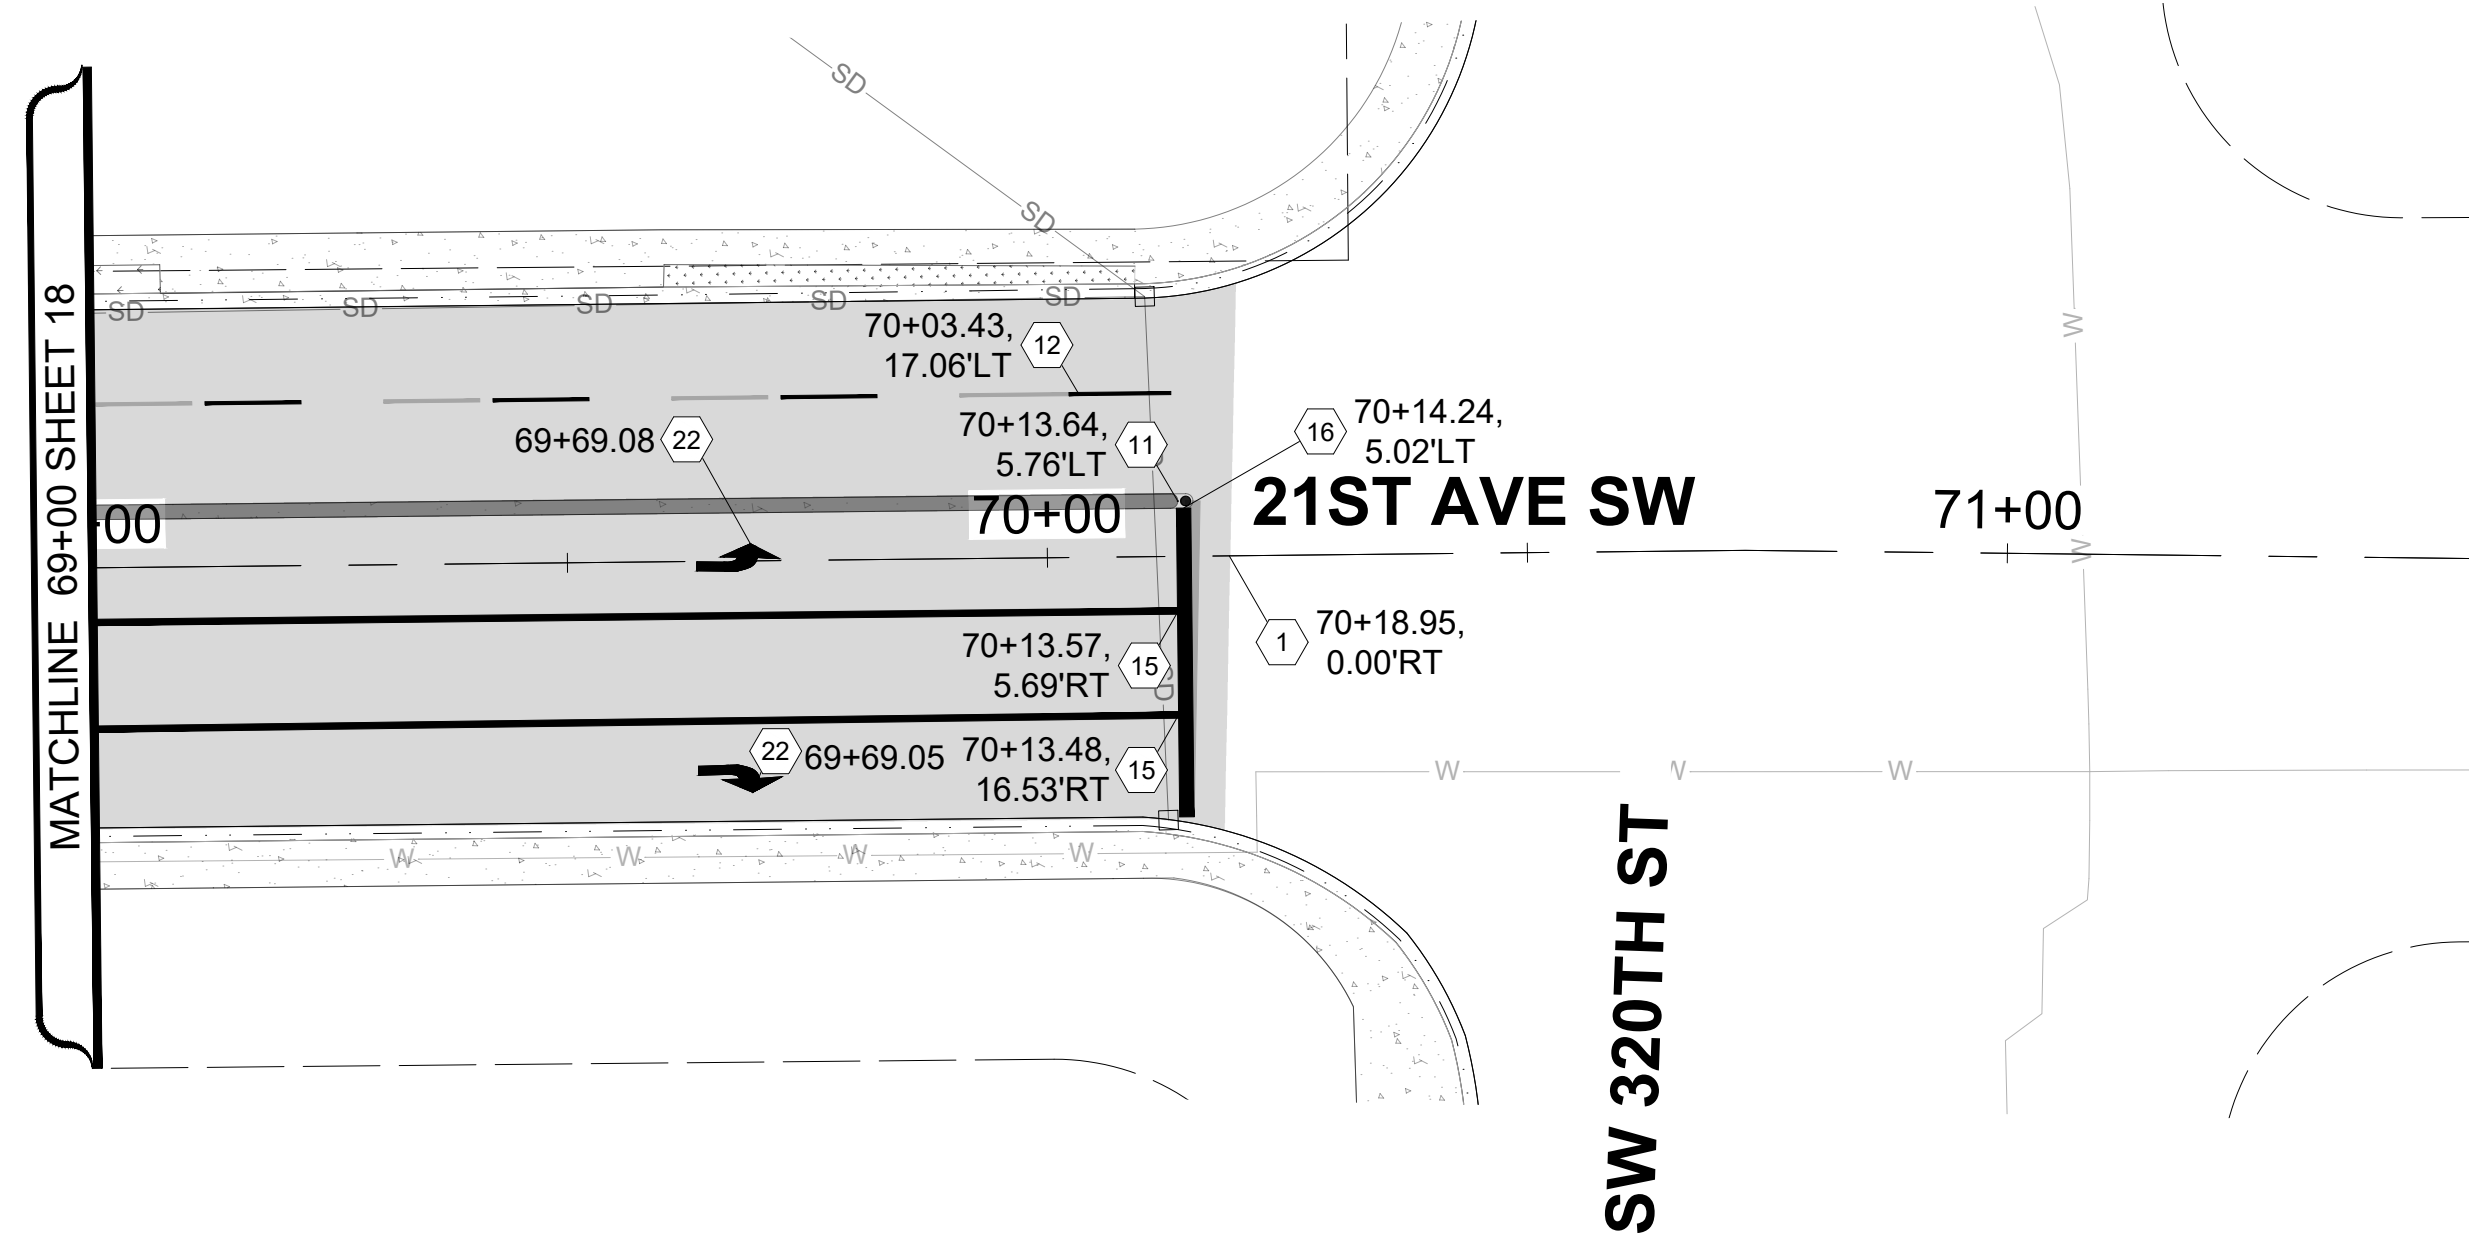 MATCHLINE 69+00 SHEET 18
SD
SD
SD
SD
SD
SD
SD
70+03.43,
17.06'LT
12
70+13.64,
5.76'LT
11
16
70+14.24,
5.02'LT
69+69.08
22
+00
70+00
21ST AVE SW
71+00
W
W
70+13.57,
5.69'RT
15
SD
1
70+18.95,
0.00'RT
22
69+69.05
70+13.48,
16.53'RT
15
W
W
W
W
W
W
W
SW 320TH ST